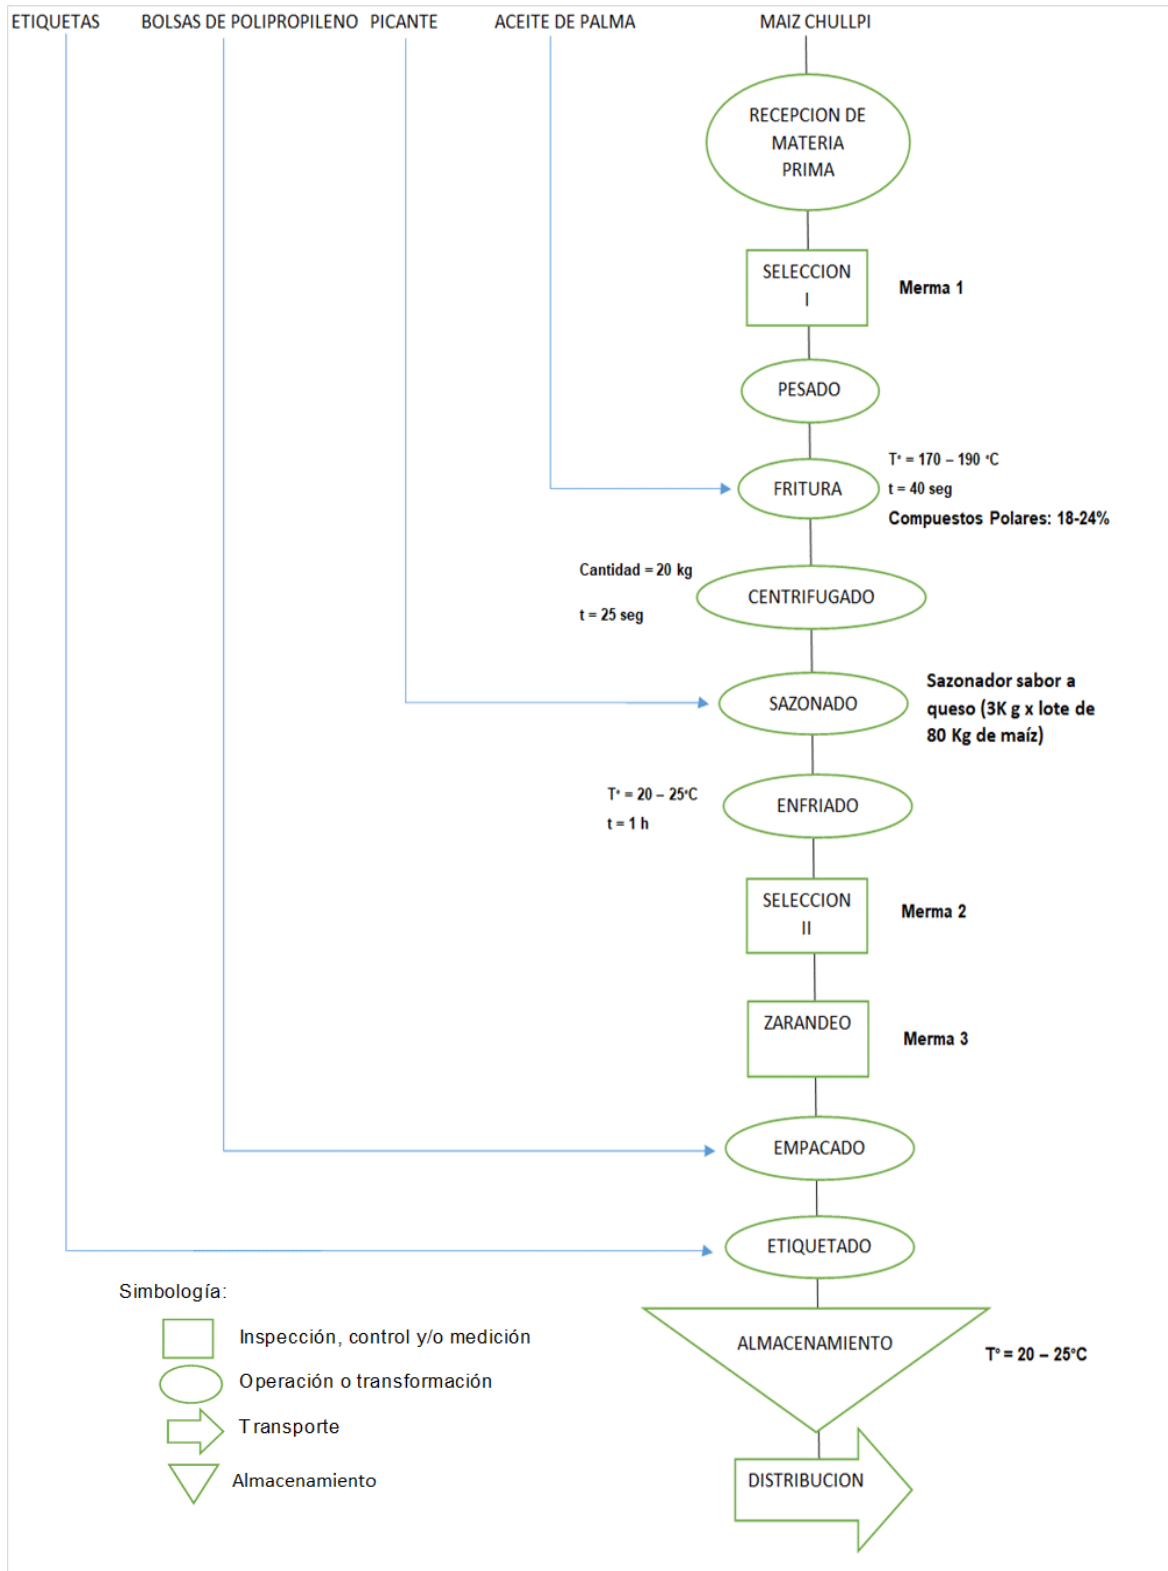 ETIQUETAS
BOLSAS DE POLIPROPILENO
PICANTE
ACEITE DE PALMA
MAIZ CHULLPI
RECEPCION DE
MATERIA
PRIMA
SELECCION
I
Merma 1
PESADO
FRITURA
T° = 170 – 190 °C
t = 40 seg
Compuestos Polares: 18-24%
Cantidad = 20 kg
t = 25 seg
CENTRIFUGADO
SAZONADO
Sazonador sabor a
queso (3K g x lote de
80 Kg de maíz)
T° = 20 – 25°C
t = 1 h
ENFRIADO
SELECCION
II
Merma 2
ZARANDEO
Merma 3
EMPACADO
ETIQUETADO
Simbología:
Inspección, control y/o medición
Operación o transformación
Transporte
Almacenamiento
ALMACENAMIENTO
T° = 20 – 25°C
DISTRIBUCION